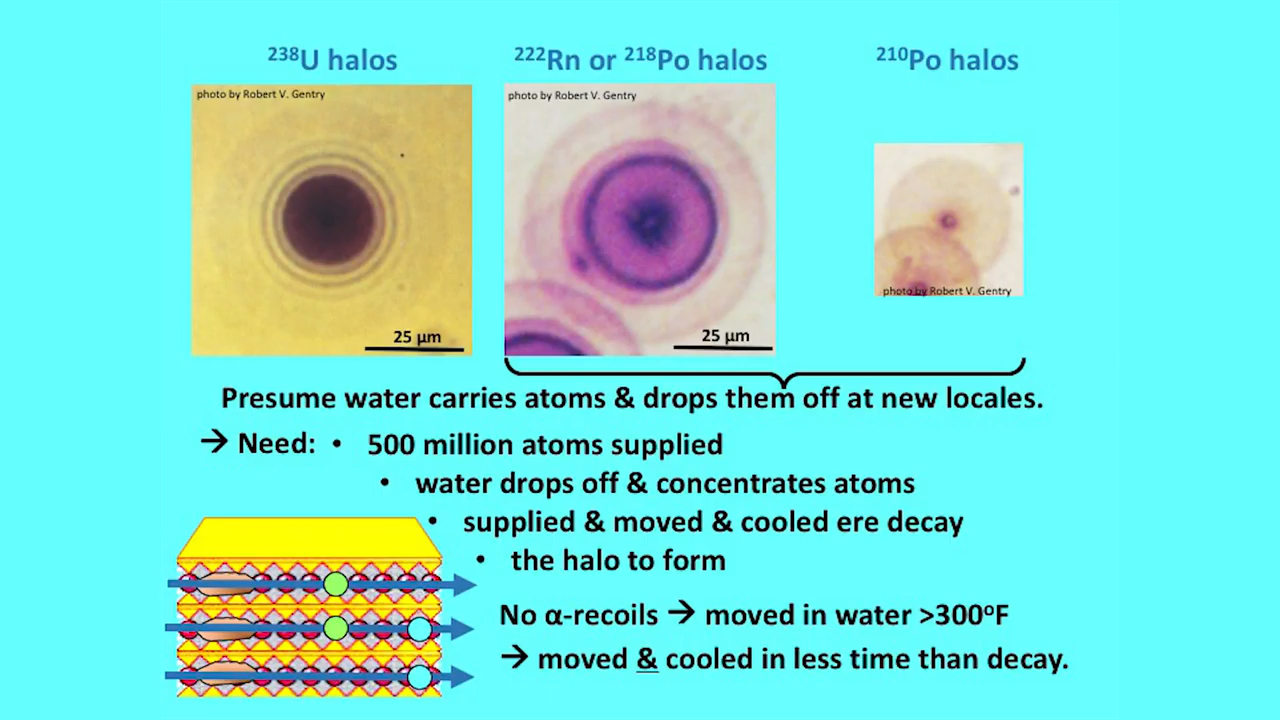 ²³⁸U halos
²²²Rn or ²¹⁸Po halos
²¹⁰Po halos
photo by Robert V. Gentry
photo by Robert V. Gentry
25 µm
25 µm
photo by Robert V. Gentry
Presume water carries atoms & drops them off at new locales.
→ Need: • 500 million atoms supplied
• water drops off & concentrates atoms
• supplied & moved & cooled ere decay
• the halo to form
No α-recoils → moved in water >300°F
→ moved & cooled in less time than decay.